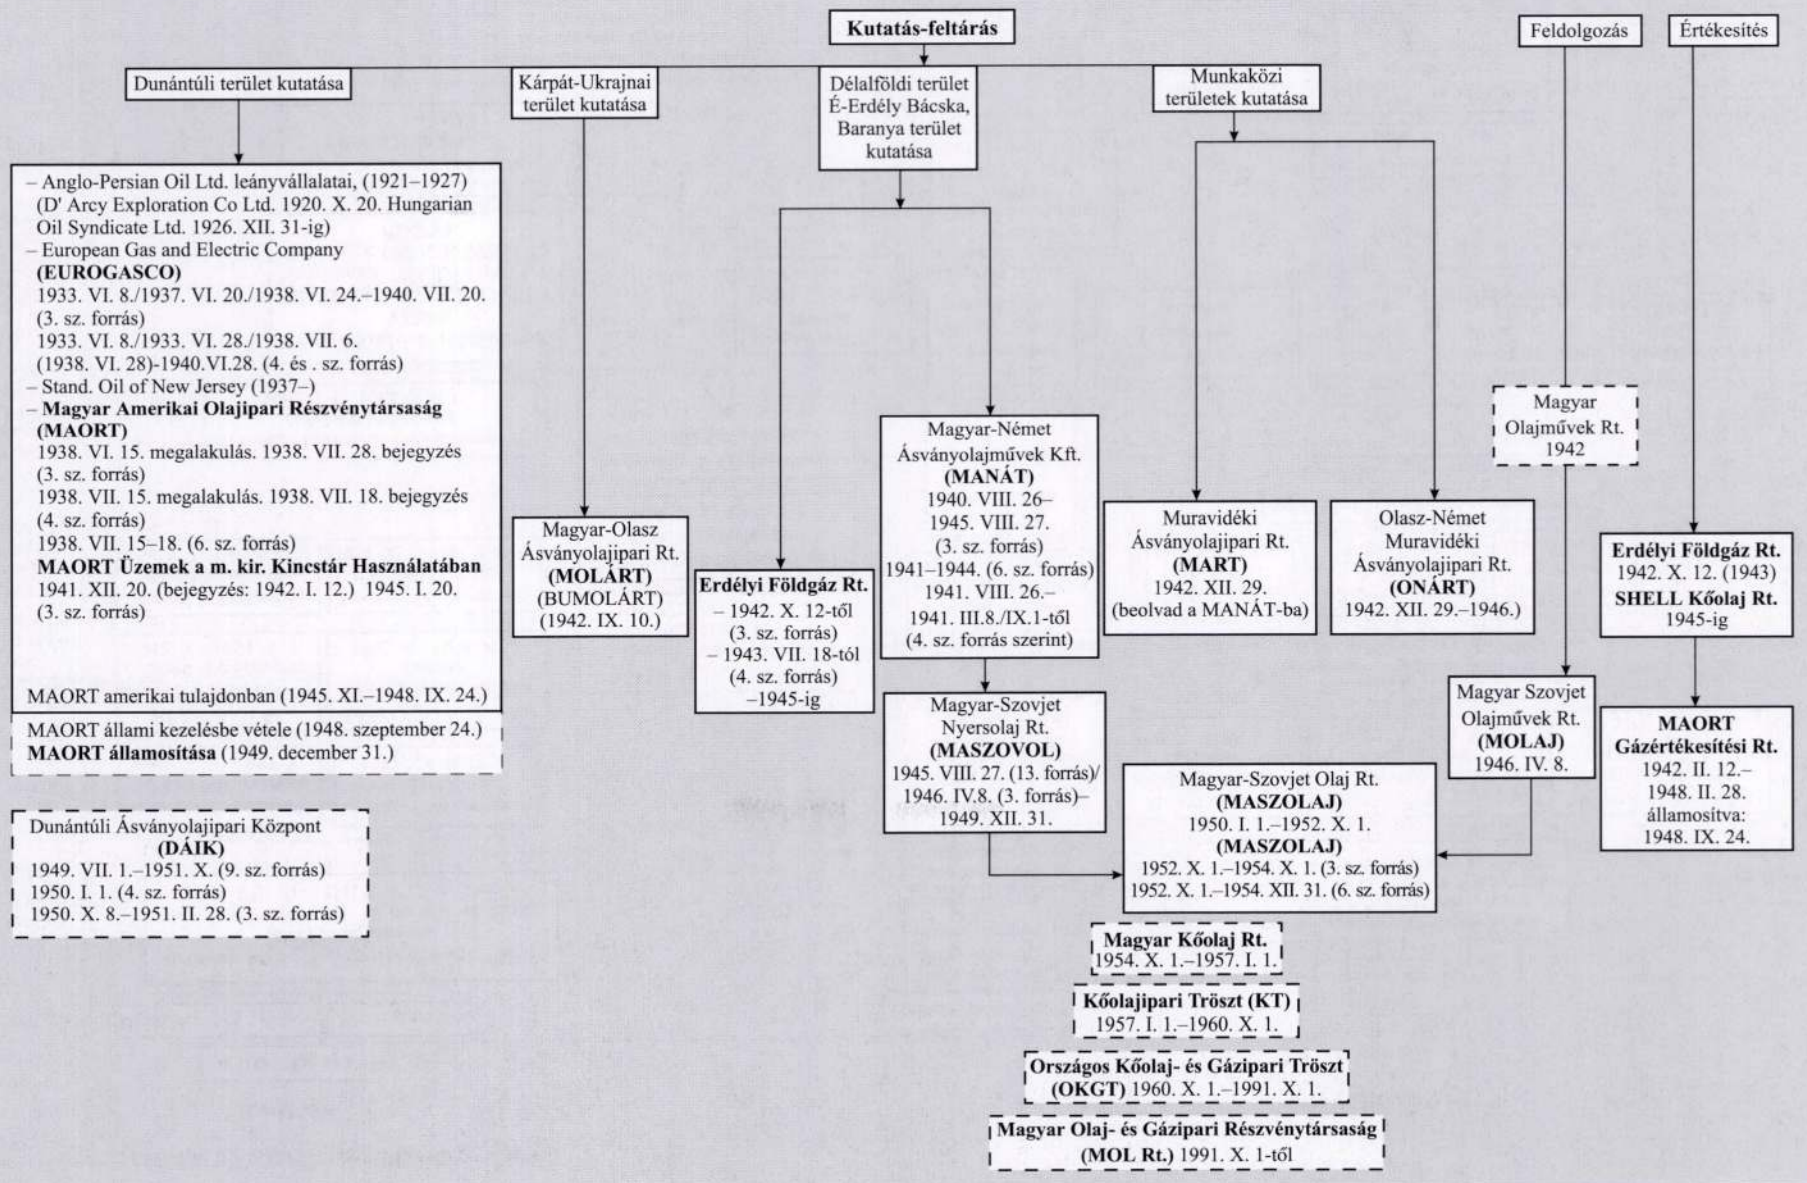 Kutatás-feltárás
Feldolgozás
Értékesítés
Dunántúli terület kutatása
Kárpát-Ukrajnai
terület kutatása
Délalföldi terület
É-Erdély Bácska,
Baranya terület
kutatása
Munkaközi
területek kutatása
– Anglo-Persian Oil Ltd. leányvállalatai, (1921–1927)
(D' Arcy Exploration Co Ltd. 1920. X. 20. Hungarian
Oil Syndicate Ltd. 1926. XII. 31-ig)
– European Gas and Electric Company
(EUROGASCO)
1933. VI. 8./1937. VI. 20./1938. VI. 24.–1940. VII. 20.
(3. sz. forrás)
1933. VI. 8./1933. VI. 28./1938. VII. 6.
(1938. VI. 28)-1940.VI.28. (4. és . sz. forrás)
– Stand. Oil of New Jersey (1937–)
– Magyar Amerikai Olajipari Részvénytársaság
(MAORT)
1938. VI. 15. megalakulás. 1938. VII. 28. bejegyzés
(3. sz. forrás)
1938. VII. 15. megalakulás. 1938. VII. 18. bejegyzés
(4. sz. forrás)
1938. VII. 15–18. (6. sz. forrás)
MAORT Üzemek a m. kir. Kincstár Használatában
1941. XII. 20. (bejegyzés: 1942. I. 12.) 1945. I. 20.
(3. sz. forrás)
MAORT amerikai tulajdonban (1945. XI.–1948. IX. 24.)
MAORT állami kezelésbe vétele (1948. szeptember 24.)
MAORT államosítása (1949. december 31.)
Dunántúli Ásványolajipari Központ
(DÁIK)
1949. VII. 1.–1951. X. (9. sz. forrás)
1950. I. 1. (4. sz. forrás)
1950. X. 8.–1951. II. 28. (3. sz. forrás)
Magyar-Olasz
Ásványolajipari Rt.
(MOLÁRT)
(BUMOLÁRT)
(1942. IX. 10.)
Erdélyi Földgáz Rt.
– 1942. X. 12-től
(3. sz. forrás)
– 1943. VII. 18-tól
(4. sz. forrás)
–1945-ig
Magyar-Német
Ásványolajművek Kft.
(MANÁT)
1940. VIII. 26–
1945. VIII. 27.
(3. sz. forrás)
1941–1944. (6. sz. forrás)
1941. VIII. 26.–
1941. III.8./IX.1-től
(4. sz. forrás szerint)
Magyar-Szovjet
Nyersolaj Rt.
(MASZOVOL)
1945. VIII. 27. (13. forrás)/
1946. IV.8. (3. forrás)–
1949. XII. 31.
Muravidéki
Ásványolajipari Rt.
(MART)
1942. XII. 29.
(beolvad a MANÁT-ba)
Olasz-Német
Muravidéki
Ásványolajipari Rt.
(ONÁRT)
1942. XII. 29.–1946.)
Magyar
Olajművek Rt.
1942
Magyar Szovjet
Olajművek Rt.
(MOLAJ)
1946. IV. 8.
Erdélyi Földgáz Rt.
1942. X. 12. (1943)
SHELL Kőolaj Rt.
1945-ig
MAORT
Gázértékesítési Rt.
1942. II. 12.–
1948. II. 28.
államosítva:
1948. IX. 24.
Magyar-Szovjet Olaj Rt.
(MASZOLAJ)
1950. I. 1.–1952. X. 1.
(MASZOLAJ)
1952. X. 1.–1954. X. 1. (3. sz. forrás)
1952. X. 1.–1954. XII. 31. (6. sz. forrás)
Magyar Kőolaj Rt.
1954. X. 1.–1957. I. 1.
Kőolajipari Tröszt (KT)
1957. I. 1.–1960. X. 1.
Országos Kőolaj- és Gázipari Tröszt
(OKGT) 1960. X. 1.–1991. X. 1.
Magyar Olaj- és Gázipari Részvénytársaság
(MOL Rt.) 1991. X. 1-től